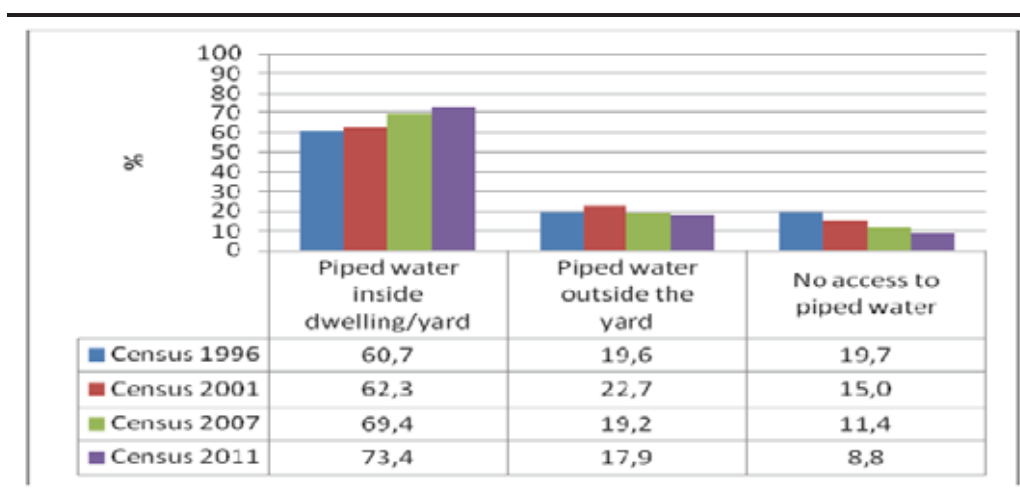 100
90
80
70
60
50
40
30
20
10
0
%
Piped water
inside
dwelling/yard
Piped water
outside the
yard
No access to
piped water
Census 1996 60,7 19,6 19,7
Census 2001 62,3 22,7 15,0
Census 2007 69,4 19,2 11,4
Census 2011 73,4 17,9 8,8